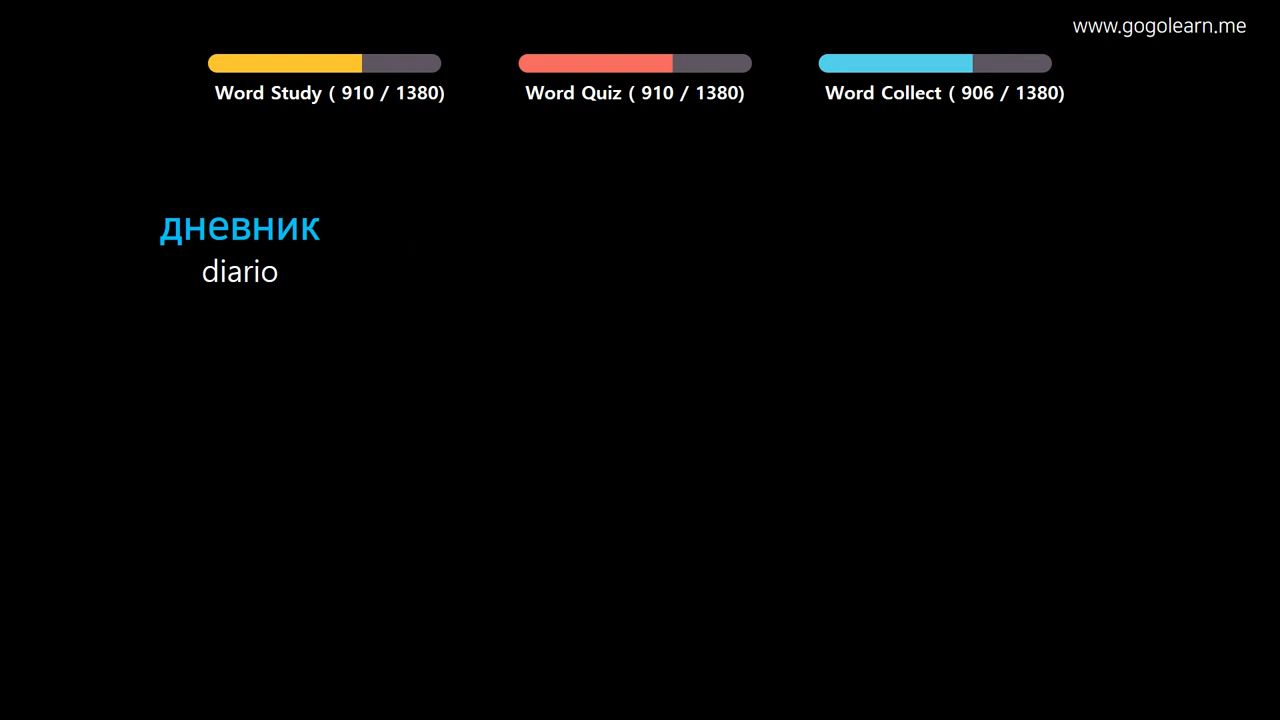 www.gogolearn.me
Word Study ( 910 / 1380)
Word Quiz ( 910 / 1380)
Word Collect ( 906 / 1380)
дневник
diario